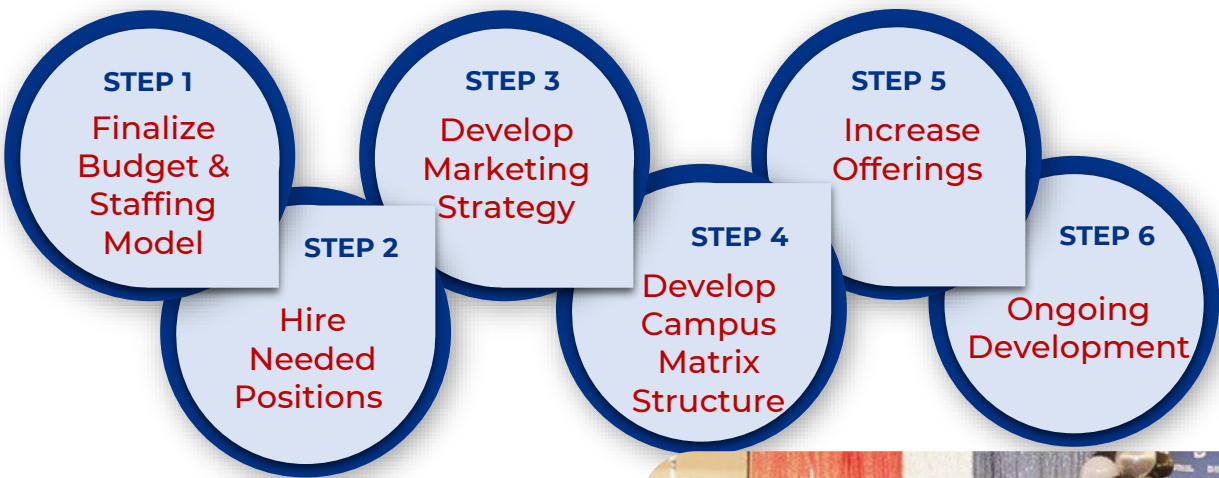 STEP 1
Finalize
Budget &
Staffing
Model
STEP 2
Hire
Needed
Positions
STEP 3
Develop
Marketing
Strategy
STEP 4
Develop
Campus
Matrix
Structure
STEP 5
Increase
Offerings
STEP 6
Ongoing
Development